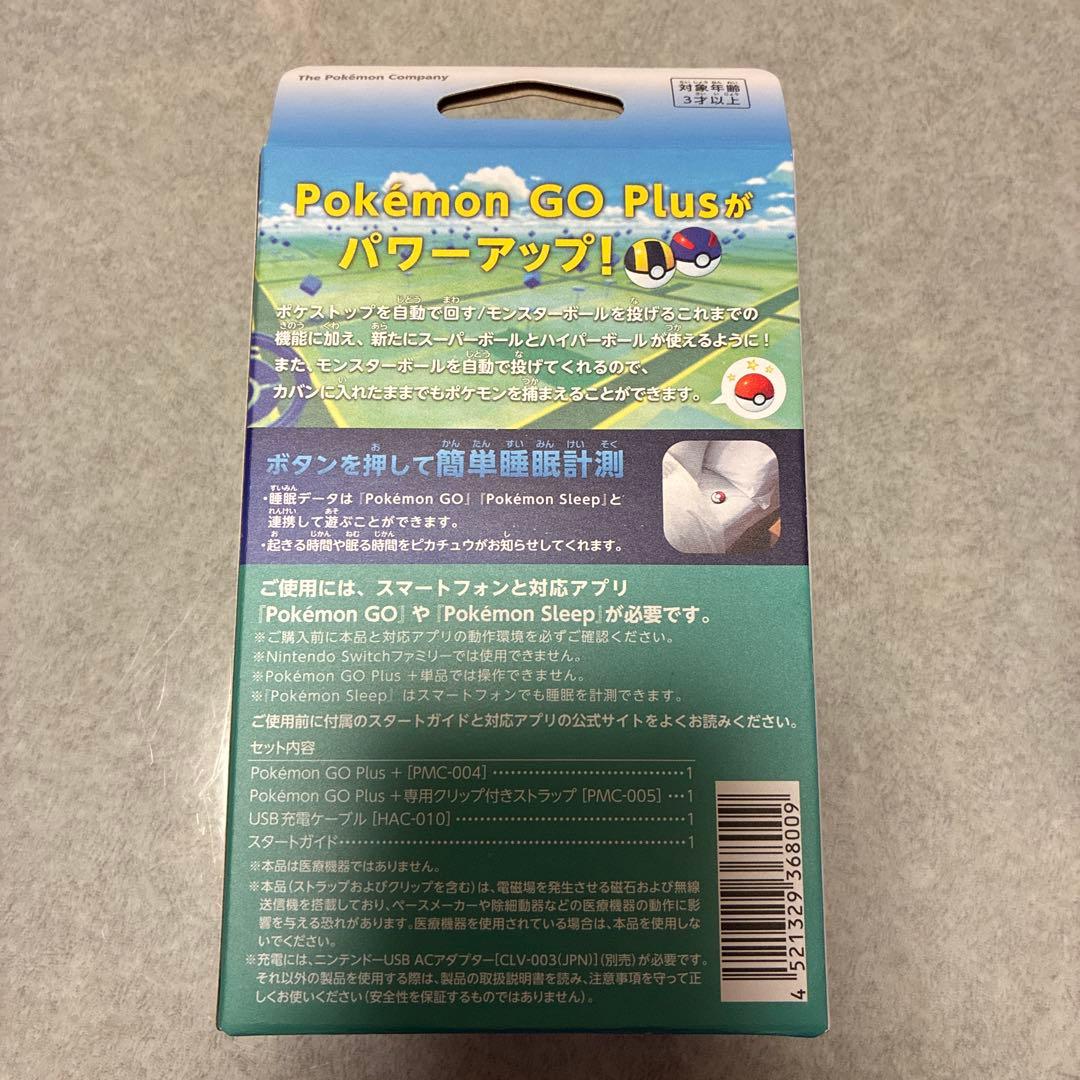 The Pokémon Company
対象年齢
3才以上
Pokémon GO Plusが
パワーアップ!
ポケストップを自動で回す/モンスターボールを投げるこれまでの
機能に加え、新たにスーパーボールとハイパーボールが使えるように!
また、モンスターボールを自動で投げてくれるので、
カバンに入れたままでもポケモンを捕まえることができます。
ボタンを押して簡単睡眠計測
・睡眠データは『Pokémon GO』『Pokémon Sleep』と
連携して遊ぶことができます。
・起きる時間や眠る時間をピカチュウがお知らせしてくれます。
ご使用には、スマートフォンと対応アプリ
『Pokémon GO』や『Pokémon Sleep』が必要です。
※ご購入前に本品と対応アプリの動作環境を必ずご確認ください。
※Nintendo Switchファミリーでは使用できません。
※Pokémon GO Plus +単品では操作できません。
※『Pokémon Sleep』はスマートフォンでも睡眠を計測できます。
ご使用前に付属のスタートガイドと対応アプリの公式サイトをよくお読みください。
セット内容
Pokémon GO Plus + [PMC-004] ………………………… 1
Pokémon GO Plus +専用クリップ付きストラップ [PMC-005] … 1
USB充電ケーブル [HAC-010] ……………………………… 1
スタートガイド ……………………………………………… 1
※本品は医療機器ではありません。
※本品(ストラップおよびクリップを含む)は、電磁場を発生させる磁石および無線
送信機を搭載しており、ペースメーカーや除細動器などの医療機器の動作に影
響を与える恐れがあります。医療機器を使用されている場合は、本品を使用しな
いでください。
※充電には、ニンテンドーUSB ACアダプター[CLV-003(JPN)](別売)が必要です。
それ以外の製品を使用する際は、製品の取扱説明書を読み、注意事項を守って正
しくお使いください(安全性を保証するものではありません)。
4 521329 368009